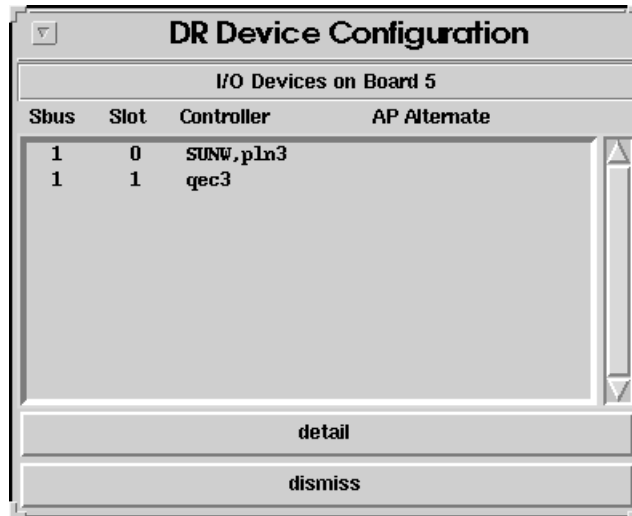 DR Device Configuration
I/O Devices on Board 5
Sbus Slot Controller AP Alternate
1 0 SUNW,pln3
1 1 qec3
detail
dismiss